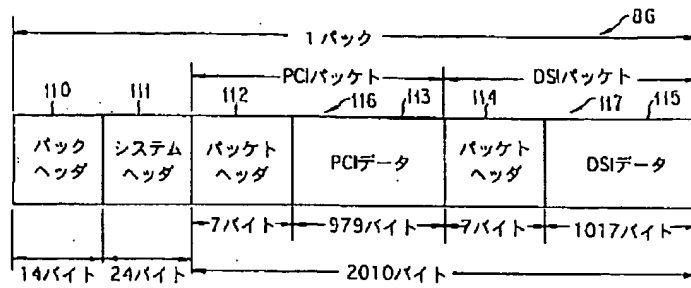 86
1パック
PCIパケット
DSIパケット
110
111
112
116
113
114
117
115
パック
ヘッダ
システム
ヘッダ
パケット
ヘッダ
PCIデータ
パケット
ヘッダ
DSIデータ
7バイト
979バイト
7バイト
1017バイト
14バイト
24バイト
2010バイト